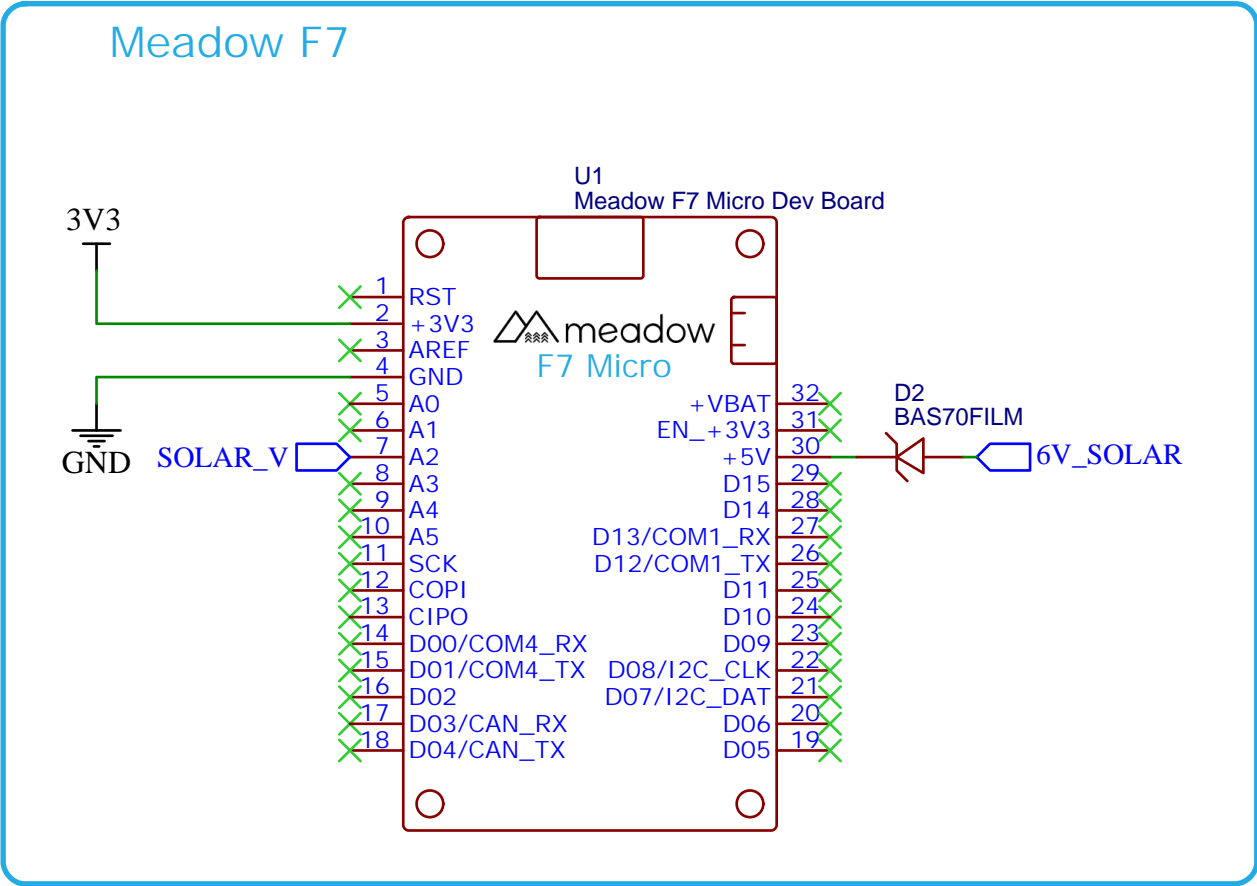 Meadow F7
U1
Meadow F7 Micro Dev Board
3V3
GND
SOLAR_V
meadow
F7 Micro
1 RST
2 +3V3
3 AREF
4 GND
5 A0
6 A1
7 A2
8 A3
9 A4
10 A5
11 SCK
12 COPI
13 CIPO
14 D00/COM4_RX
15 D01/COM4_TX
16 D02
17 D03/CAN_RX
18 D04/CAN_TX
+VBAT 32
EN_+3V3 31
+5V 30
D15 29
D14 28
D13/COM1_RX 27
D12/COM1_TX 26
D11 25
D10 24
D09 23
D08/I2C_CLK 22
D07/I2C_DAT 21
D06 20
D05 19
D2
BAS70FILM
6V_SOLAR